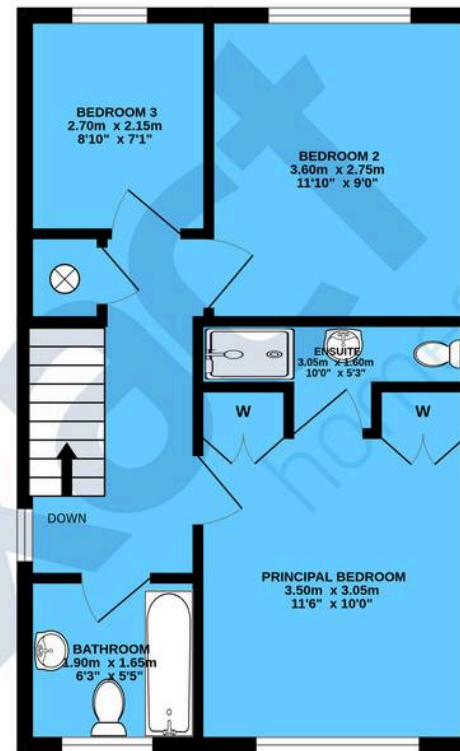 BEDROOM 3
2.70m x 2.15m
8'10" x 7'1"
BEDROOM 2
3.60m x 2.75m
11'10" x 9'0"
ENSUITE
3.05m x 1.60m
10'0" x 5'3"
W
W
DOWN
PRINCIPAL BEDROOM
3.50m x 3.05m
11'6" x 10'0"
BATHROOM
1.90m x 1.65m
6'3" x 5'5"